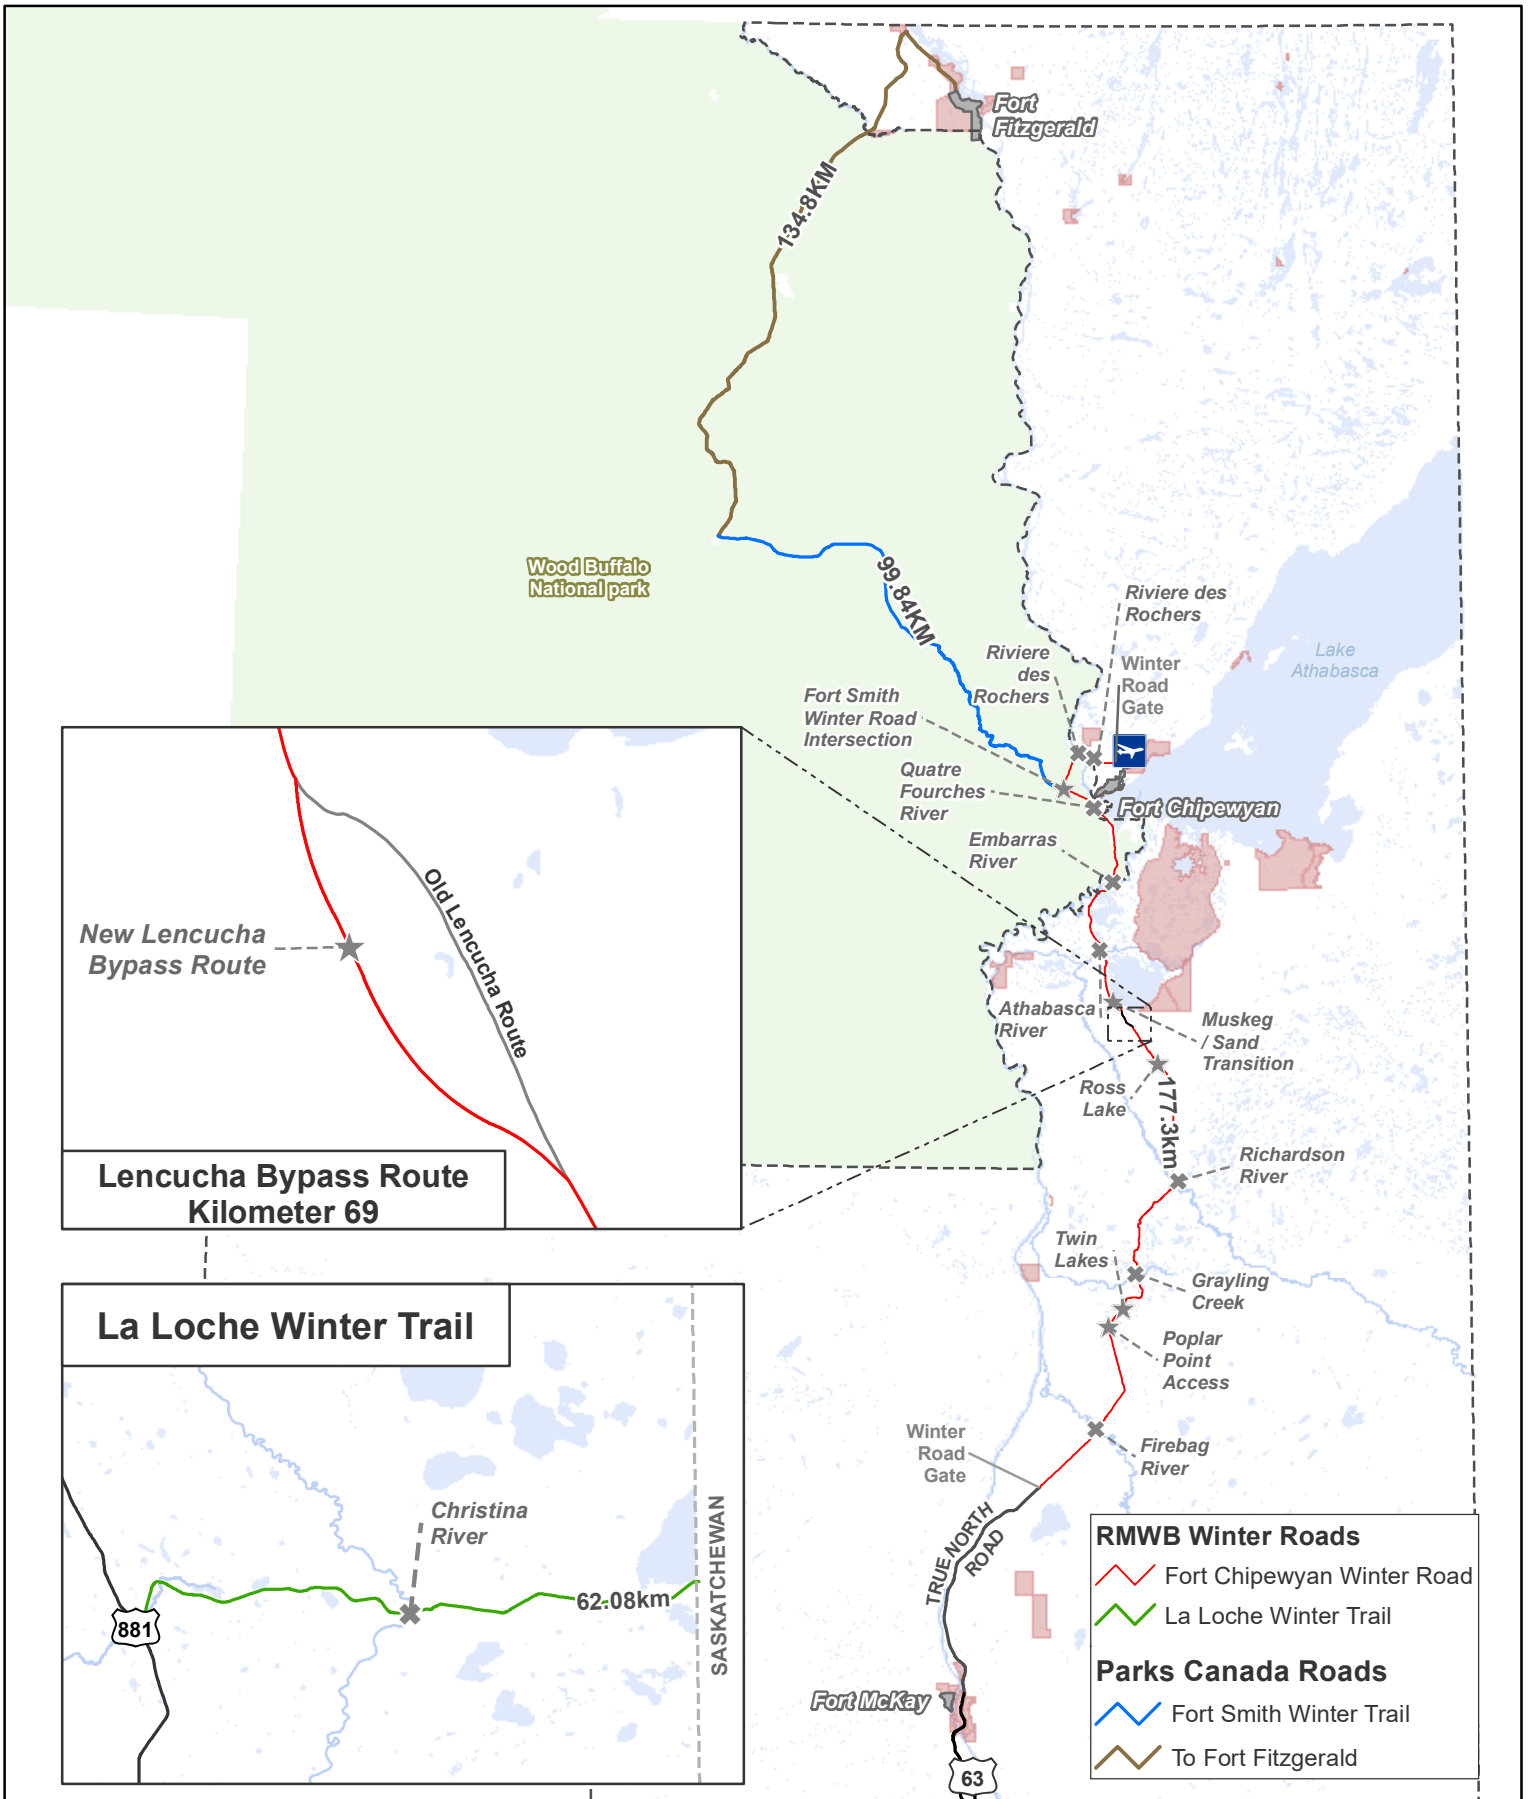 Fort
Fitzgerald
134.8KM
Wood Buffalo
National park
99.84KM
Riviere des
Rochers
Riviere
des
Rochers
Winter
Road
Gate
Lake
Athabasca
Fort Smith
Winter Road
Intersection
Quatre
Fourches
River
Fort Chipewyan
Embarras
River
Athabasca
River
Muskeg
/ Sand
Transition
Ross
Lake
177.3km
Richardson
River
Twin
Lakes
Grayling
Creek
Poplar
Point
Access
Winter
Road
Gate
Firebag
River
TRUE NORTH
ROAD
Fort McKay
63
New Lencucha
Bypass Route
Old Lencucha Route
Lencucha Bypass Route
Kilometer 69
La Loche Winter Trail
Christina
River
62.08km
881
SASKATCHEWAN
RMWB Winter Roads
Fort Chipewyan Winter Road
La Loche Winter Trail
Parks Canada Roads
Fort Smith Winter Trail
To Fort Fitzgerald